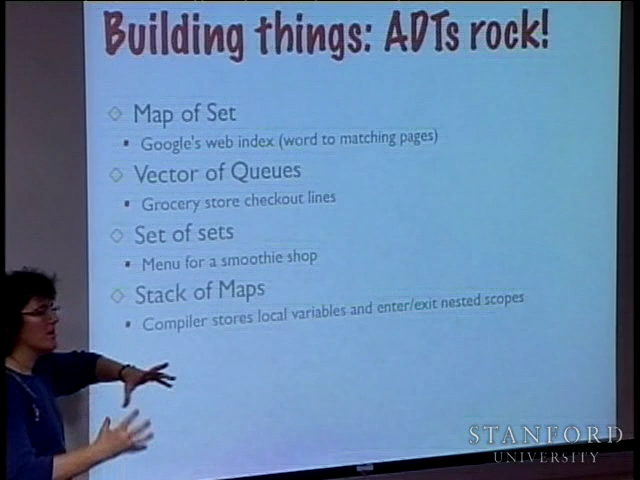 Building things: ADTs rock!
Map of Set
Google's web index (word to matching pages)
Vector of Queues
Grocery store checkout lines
Set of sets
Menu for a smoothie shop
Stack of Maps
Compiler stores local variables and enter/exit nested scopes
STANFORD
UNIVERSITY